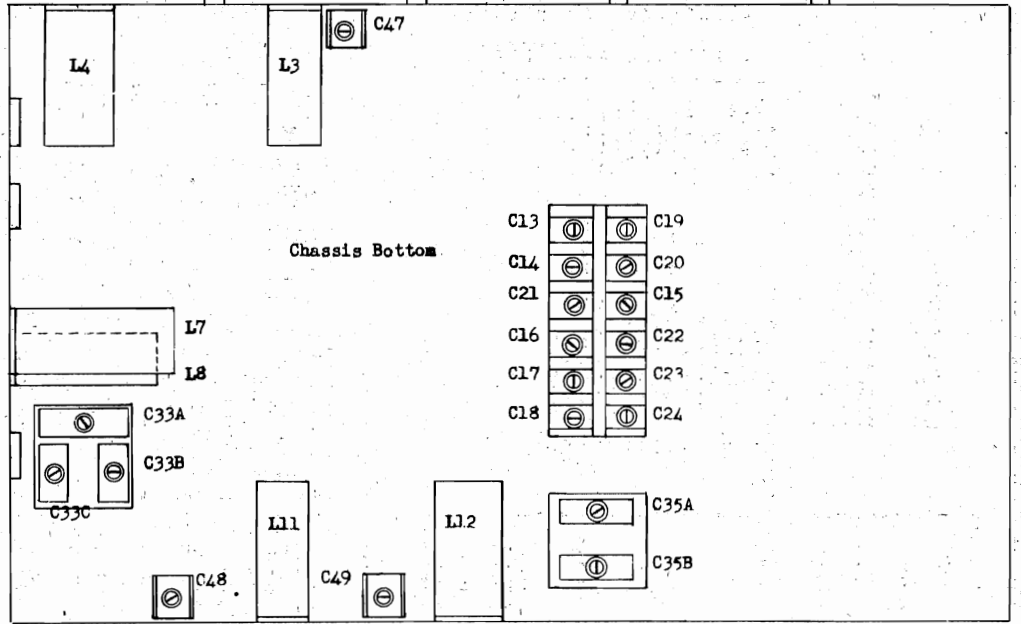 C47
L4
L3
C13
C19
Chassis Bottom
C14
C20
C21
C15
L7
C16
C22
L8
C17
C23
C18
C24
C33A
C33B
C33C
L11
L12
C35A
C35B
C48
C49